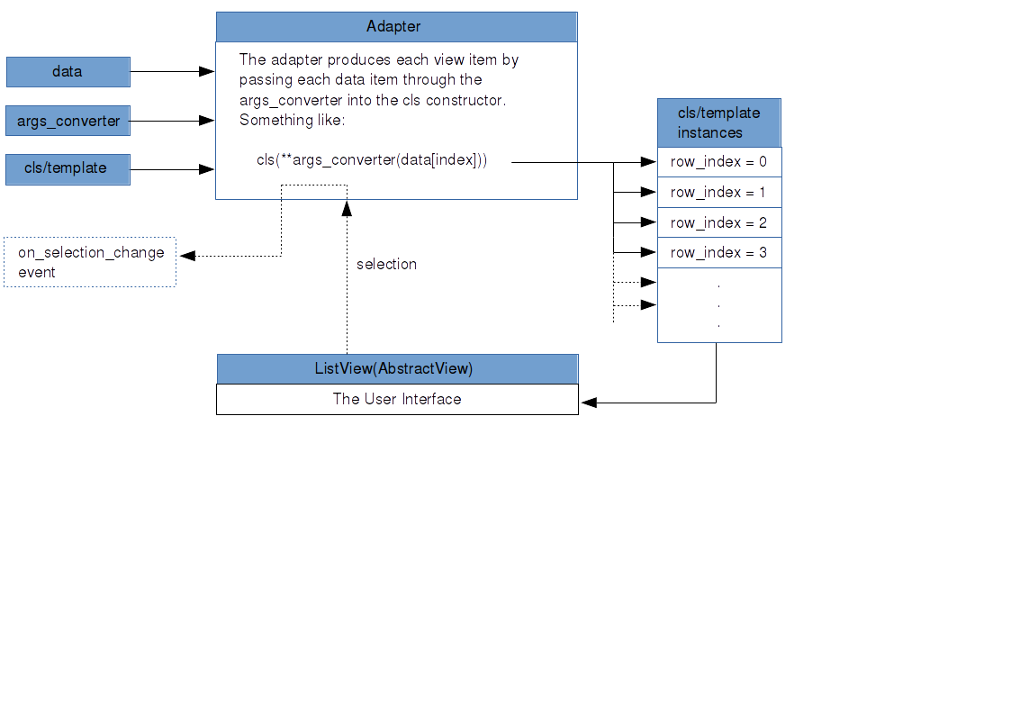 Adapter
The adapter produces each view item by
passing each data item through the
args_converter into the cls constructor.
Something like:
cls(**args_converter(data[index]))
data
args_converter
cls/template
on_selection_change
event
selection
cls/template
instances
row_index = 0
row_index = 1
row_index = 2
row_index = 3
.
.
.
ListView(AbstractView)
The User Interface